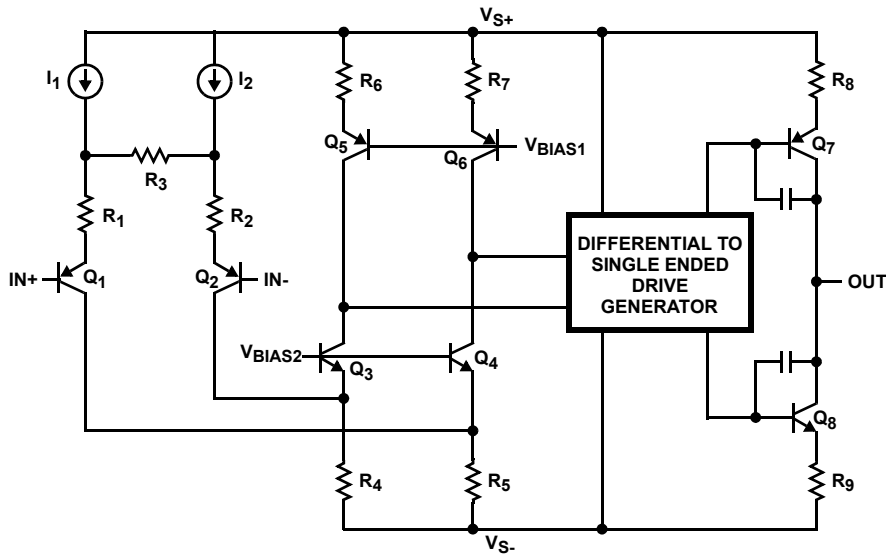 VS+
I1
I2
R6
R7
R8
Q5
Q6
VBIAS1
Q7
R3
R1
R2
DIFFERENTIAL TO
SINGLE ENDED
DRIVE
GENERATOR
IN+
Q1
Q2
IN-
OUT
VBIAS2
Q3
Q4
Q8
R4
R5
R9
VS-